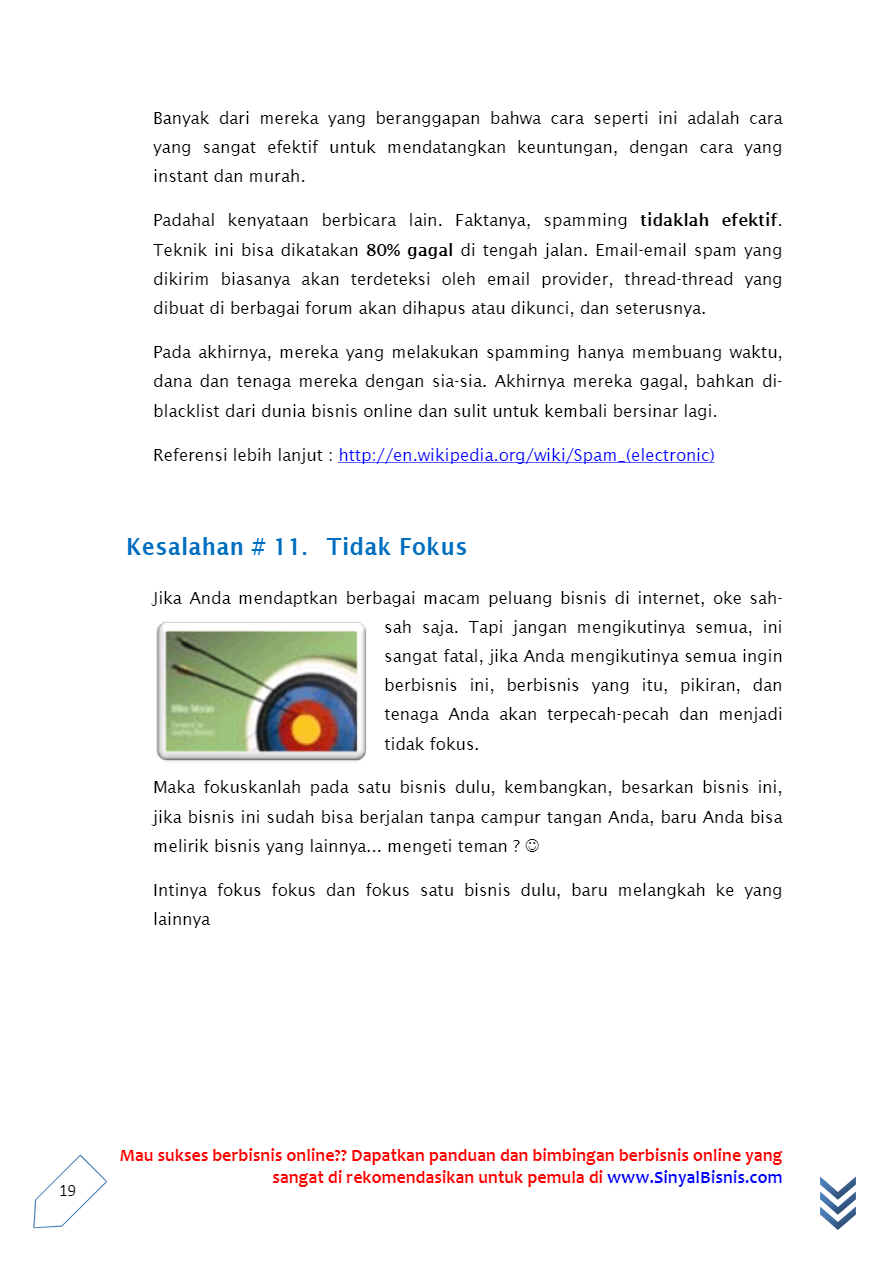 Banyak dari mereka yang beranggapan bahwa cara seperti ini adalah cara
yang sangat efektif untuk mendatangkan keuntungan, dengan cara yang
instant dan murah.
Padahal kenyataan berbicara lain. Faktanya, spamming tidaklah efektif.
Teknik ini bisa dikatakan 80% gagal di tengah jalan. Email-email spam yang
dikirim biasanya akan terdeteksi oleh email provider, thread-thread yang
dibuat di berbagai forum akan dihapus atau dikunci, dan seterusnya.
Pada akhirnya, mereka yang melakukan spamming hanya membuang waktu,
dana dan tenaga mereka dengan sia-sia. Akhirnya mereka gagal, bahkan di-
blacklist dari dunia bisnis online dan sulit untuk kembali bersinar lagi.
Referensi lebih lanjut : http://en.wikipedia.org/wiki/Spam_(electronic)
Kesalahan # 11. Tidak Fokus
Jika Anda mendaptkan berbagai macam peluang bisnis di internet, oke sah-
sah saja. Tapi jangan mengikutinya semua, ini
sangat fatal, jika Anda mengikutinya semua ingin
berbisnis ini, berbisnis yang itu, pikiran, dan
tenaga Anda akan terpecah-pecah dan menjadi
tidak fokus.
Mike Moran
Maka fokuskanlah pada satu bisnis dulu, kembangkan, besarkan bisnis ini,
jika bisnis ini sudah bisa berjalan tanpa campur tangan Anda, baru Anda bisa
melirik bisnis yang lainnya... mengeti teman ? ☺
Intinya fokus fokus dan fokus satu bisnis dulu, baru melangkah ke yang
lainnya
Mau sukses berbisnis online?? Dapatkan panduan dan bimbingan berbisnis online yang
sangat di rekomendasikan untuk pemula di www.SinyalBisnis.com
19